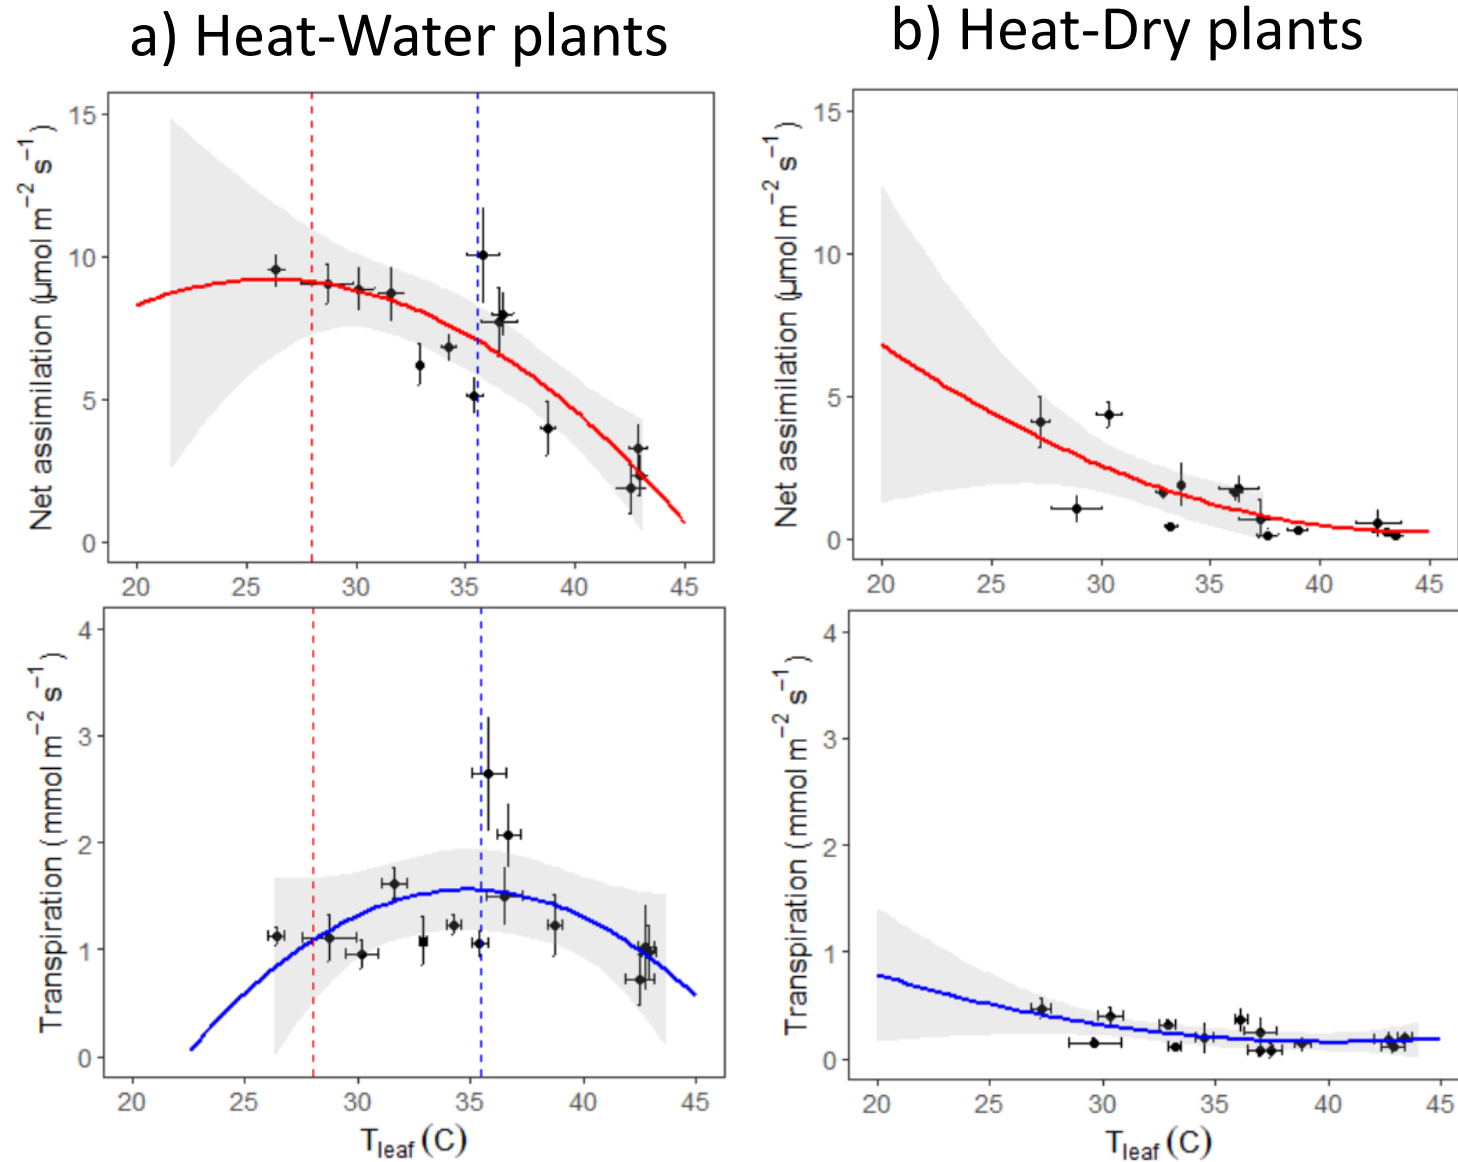 a) Heat-Water plants
b) Heat-Dry plants
Net assimilation (μmol m⁻² s⁻¹)
15
10
5
0
20 25 30 35 40 45
Net assimilation (μmol m⁻² s⁻¹)
15
10
5
0
20 25 30 35 40 45
Transpiration (mmol m⁻² s⁻¹)
4
3
2
1
0
20 25 30 35 40 45
T_leaf (C)
Transpiration (mmol m⁻² s⁻¹)
4
3
2
1
0
20 25 30 35 40 45
T_leaf (C)